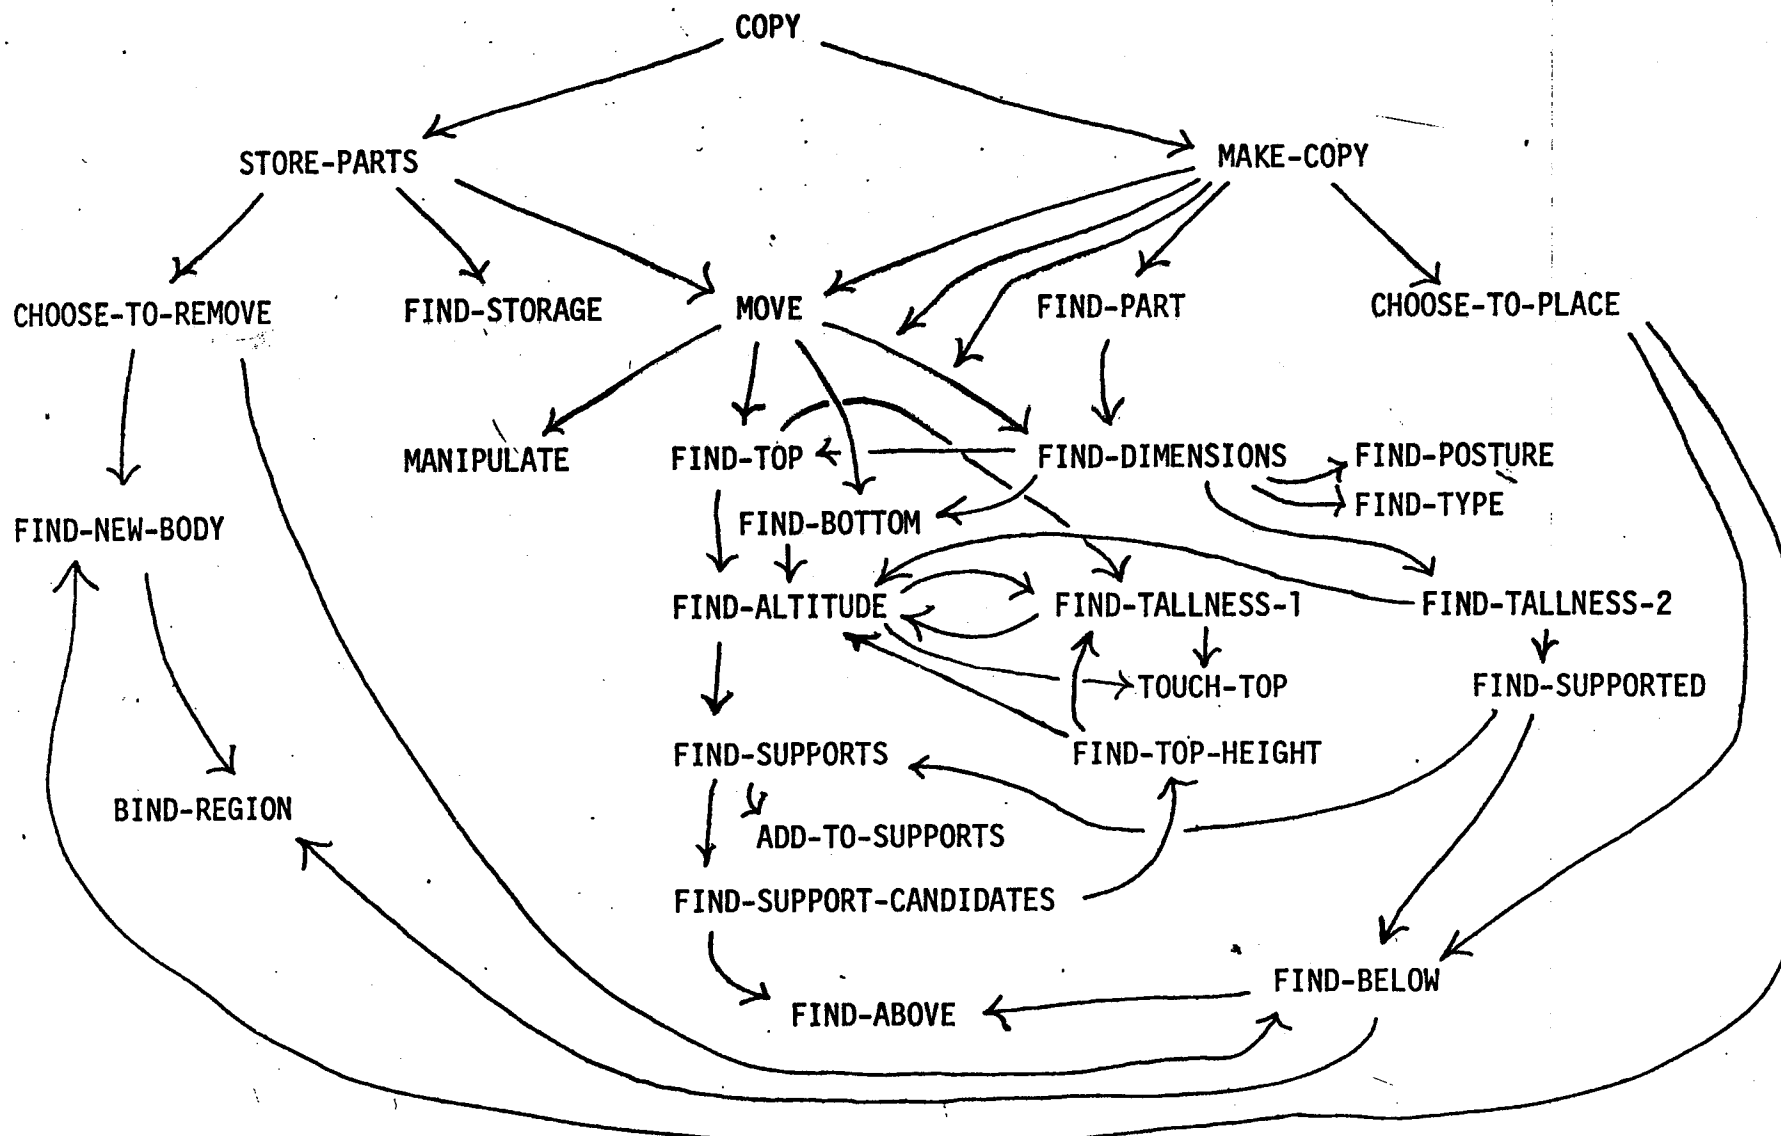 COPY
STORE-PARTS
MAKE-COPY
CHOOSE-TO-REMOVE
FIND-STORAGE
MOVE
FIND-PART
CHOOSE-TO-PLACE
MANIPULATE
FIND-TOP
FIND-DIMENSIONS
FIND-POSTURE
FIND-TYPE
FIND-NEW-BODY
FIND-BOTTOM
FIND-ALTITUDE
FIND-TALLNESS-1
FIND-TALLNESS-2
TOUCH-TOP
FIND-SUPPORTED
FIND-SUPPORTS
FIND-TOP-HEIGHT
BIND-REGION
ADD-TO-SUPPORTS
FIND-SUPPORT-CANDIDATES
FIND-BELOW
FIND-ABOVE